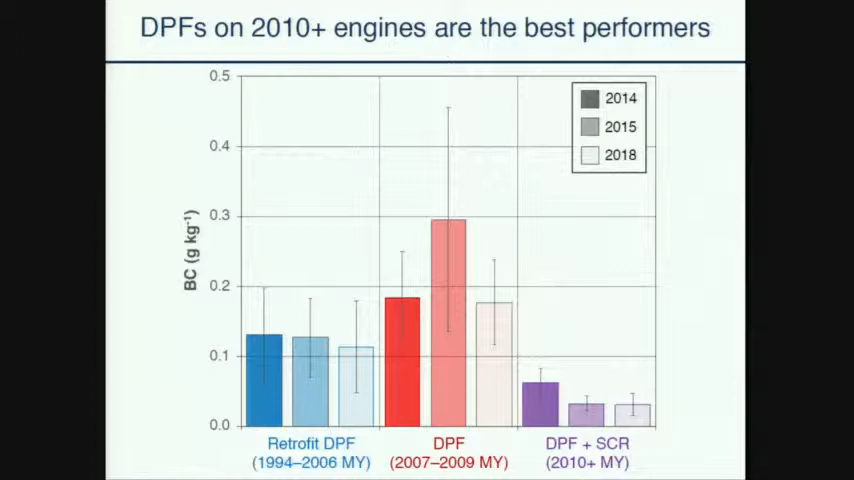 DPFs on 2010+ engines are the best performers
0.5
0.4
0.3
0.2
0.1
0.0
BC (g kg⁻¹)
2014
2015
2018
Retrofit DPF
(1994–2006 MY)
DPF
(2007–2009 MY)
DPF + SCR
(2010+ MY)